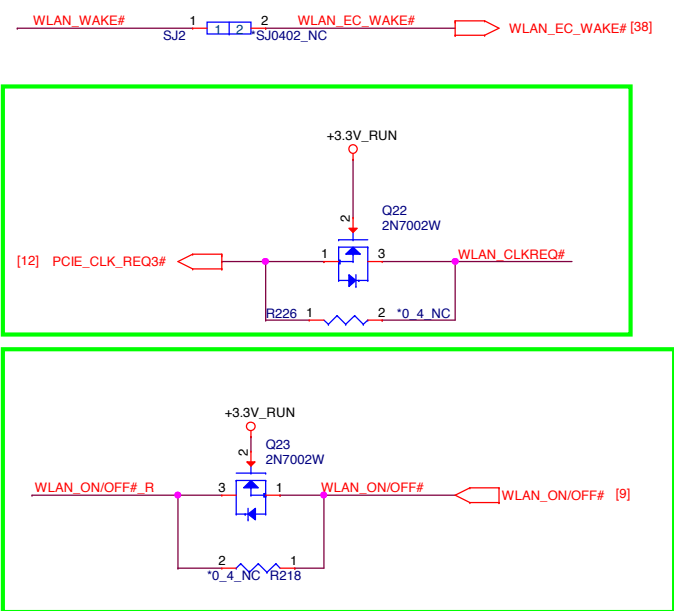 WLAN_WAKE# 1 1 2 2 WLAN_EC_WAKE# WLAN_EC_WAKE# [38]
SJ2 *SJ0402_NC
+3.3V_RUN
2 Q22
2N7002W
[12] PCIE_CLK_REQ3# 1 3 WLAN_CLKREQ#
R226 1 2 *0_4_NC
+3.3V_RUN
2 Q23
2N7002W
WLAN_ON/OFF#_R 3 1 WLAN_ON/OFF# WLAN_ON/OFF# [9]
2 1
*0_4_NC R218